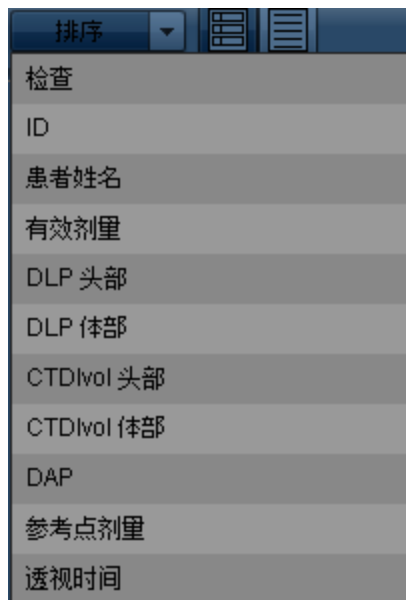 排序
检查
ID
患者姓名
有效剂量
DLP 头部
DLP 体部
CTDIvol 头部
CTDIvol 体部
DAP
参考点剂量
透视时间